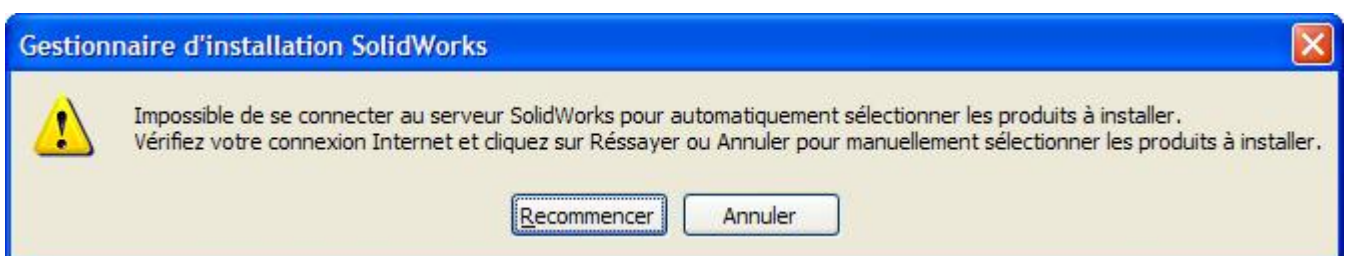 Gestionnaire d'installation SolidWorks
Impossible de se connecter au serveur SolidWorks pour automatiquement sélectionner les produits à installer.
Vérifiez votre connexion Internet et cliquez sur Réssayer ou Annuler pour manuellement sélectionner les produits à installer.
Recommencer Annuler